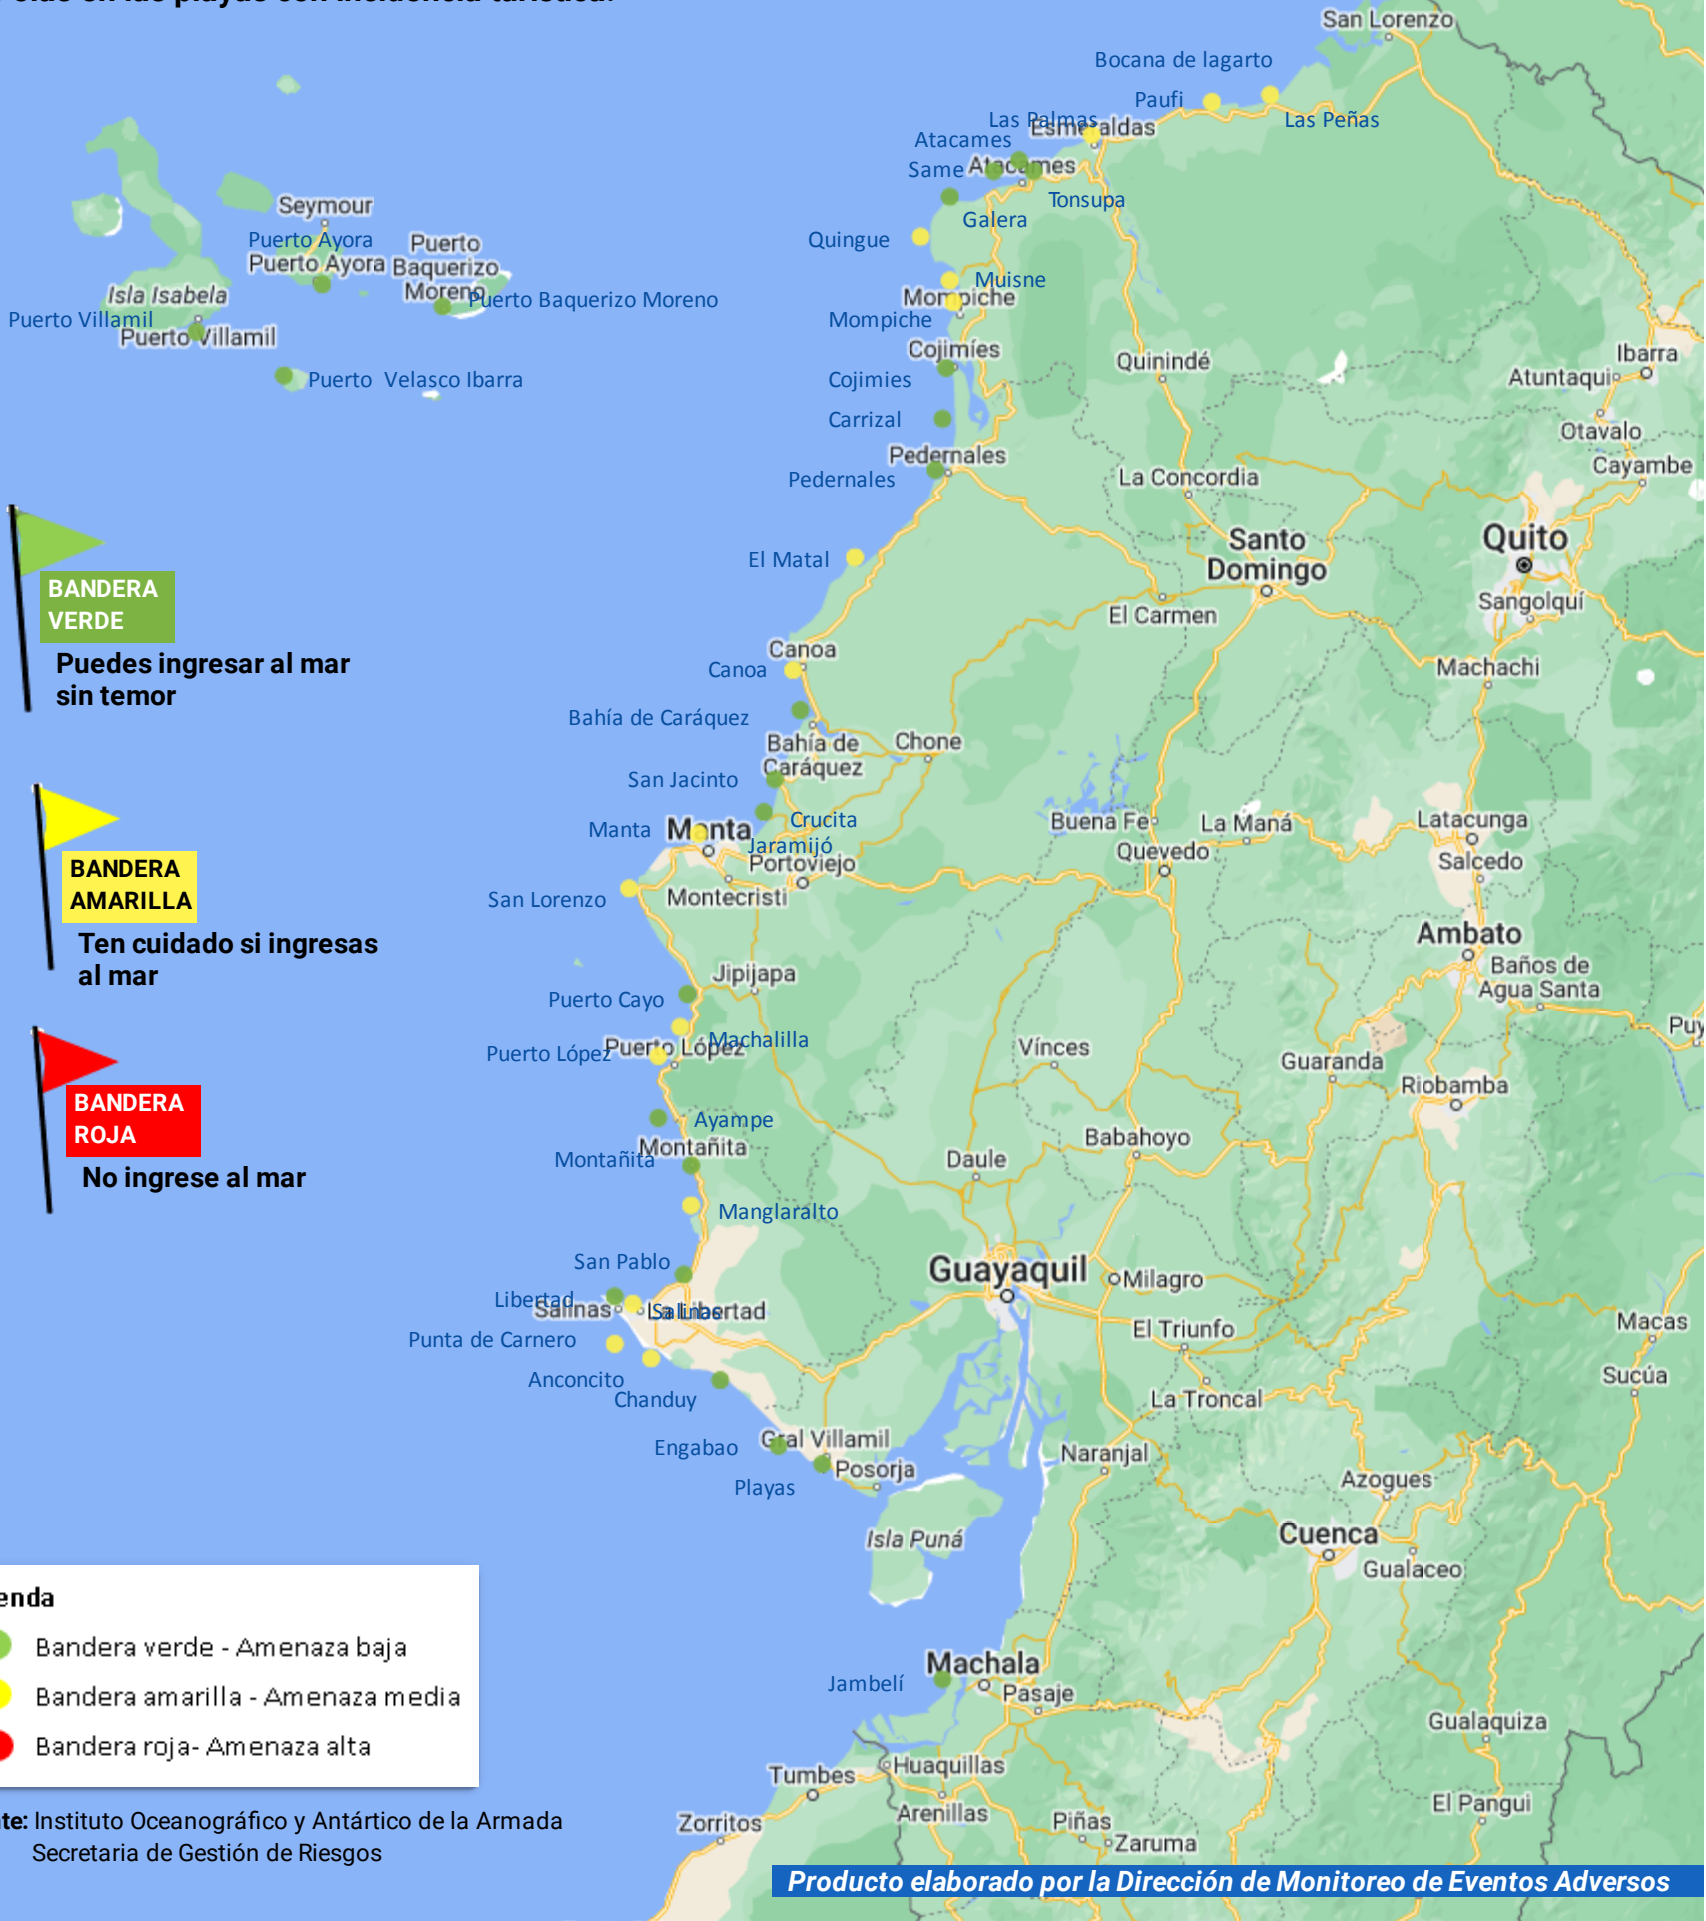 San Lorenzo
Bocana de lagarto
Paufi
Las Peñas
Las Palmas
Esmeraldas
Atacames
Same
Atacames
Tonsupa
Galera
Quingue
Muisne
Mompiche
Mompiche
Cojimíes
Cojimies
Carrizal
Pedernales
Pedernales
El Matal
Canoa
Canoa
Bahía de Caráquez
Bahía de
Caráquez
Chone
San Jacinto
Crucita
Manta
Manta
Jaramijó
Portoviejo
San Lorenzo
Montecristi
Jipijapa
Puerto Cayo
Machalilla
Puerto López
Puerto López
Ayampe
Montañita
Montañita
Manglaralto
San Pablo
Libertad
Salinas
La Libertad
Salinas
Punta de Carnero
Anconcito
Chanduy
Engabao
Gral Villamil
Playas
Posorja
Isla Puná
Jambelí
Machala
Pasaje
Huaquillas
Tumbes
Arenillas
Zorritos
Piñas
Zaruma
Seymour
Puerto Ayora
Puerto Ayora
Puerto
Baquerizo
Moreno
Puerto Baquerizo Moreno
Isla Isabela
Puerto Villamil
Puerto Villamil
Puerto Velasco Ibarra
Quinindé
Ibarra
Atuntaqui
Otavalo
Cayambe
La Concordia
Santo
Domingo
Quito
Sangolquí
El Carmen
Machachi
Buena Fe
La Maná
Latacunga
Quevedo
Salcedo
Ambato
Baños de
Agua Santa
Puy
Vínces
Guaranda
Riobamba
Babahoyo
Daule
Guayaquil
Milagro
El Triunfo
Macas
Sucúa
La Troncal
Naranjal
Azogues
Cuenca
Gualaceo
Gualaquiza
El Pangui
BANDERA
VERDE
Puedes ingresar al mar
sin temor
BANDERA
AMARILLA
Ten cuidado si ingresas
al mar
BANDERA
ROJA
No ingrese al mar
enda
Bandera verde - Amenaza baja
Bandera amarilla - Amenaza media
Bandera roja- Amenaza alta
te: Instituto Oceanográfico y Antártico de la Armada
Secretaria de Gestión de Riesgos
Producto elaborado por la Dirección de Monitoreo de Eventos Adversos